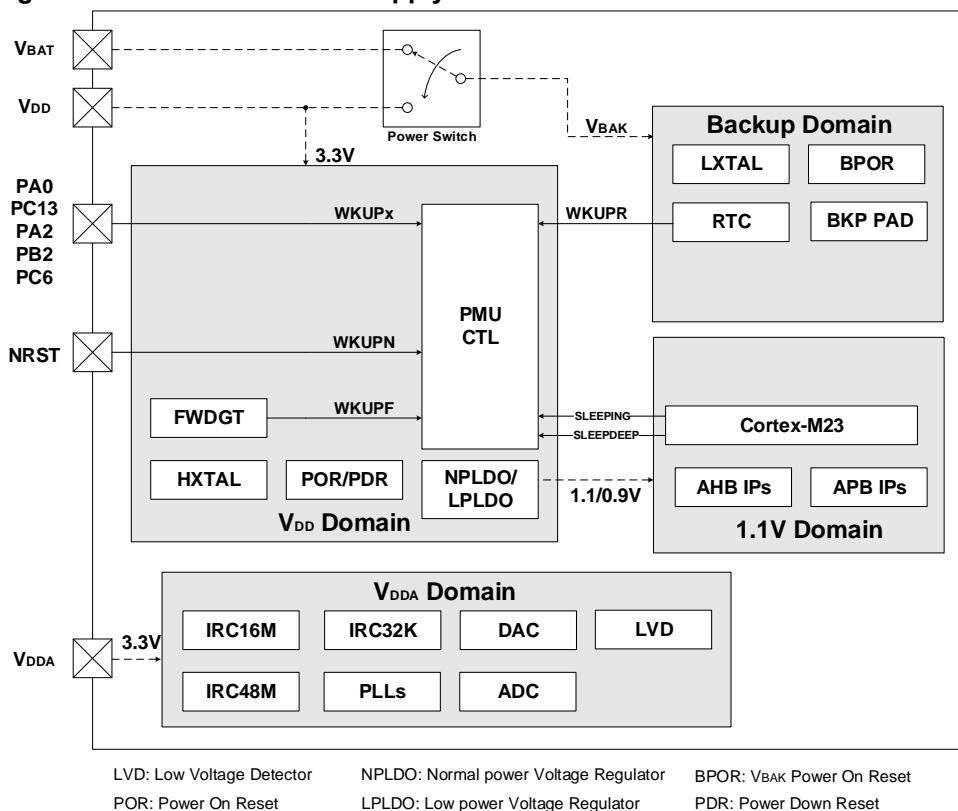 VBAT
VDD
Power Switch
3.3V
VBAK
Backup Domain
LXTAL
BPOR
RTC
BKP PAD
PA0
PC13
PA2
PB2
PC6
WKUPx
WKUPR
PMU
CTL
NRST
WKUPN
FWDGT
WKUPF
SLEEPING
SLEEPDEEP
Cortex-M23
HXTAL
POR/PDR
NPLDO/
LPLDO
1.1/0.9V
AHB IPs
APB IPs
VDD Domain
1.1V Domain
VDDA Domain
VDDA
3.3V
IRC16M
IRC32K
DAC
LVD
IRC48M
PLLs
ADC
LVD: Low Voltage Detector
NPLDO: Normal power Voltage Regulator
BPOR: VBAK Power On Reset
POR: Power On Reset
LPLDO: Low power Voltage Regulator
PDR: Power Down Reset